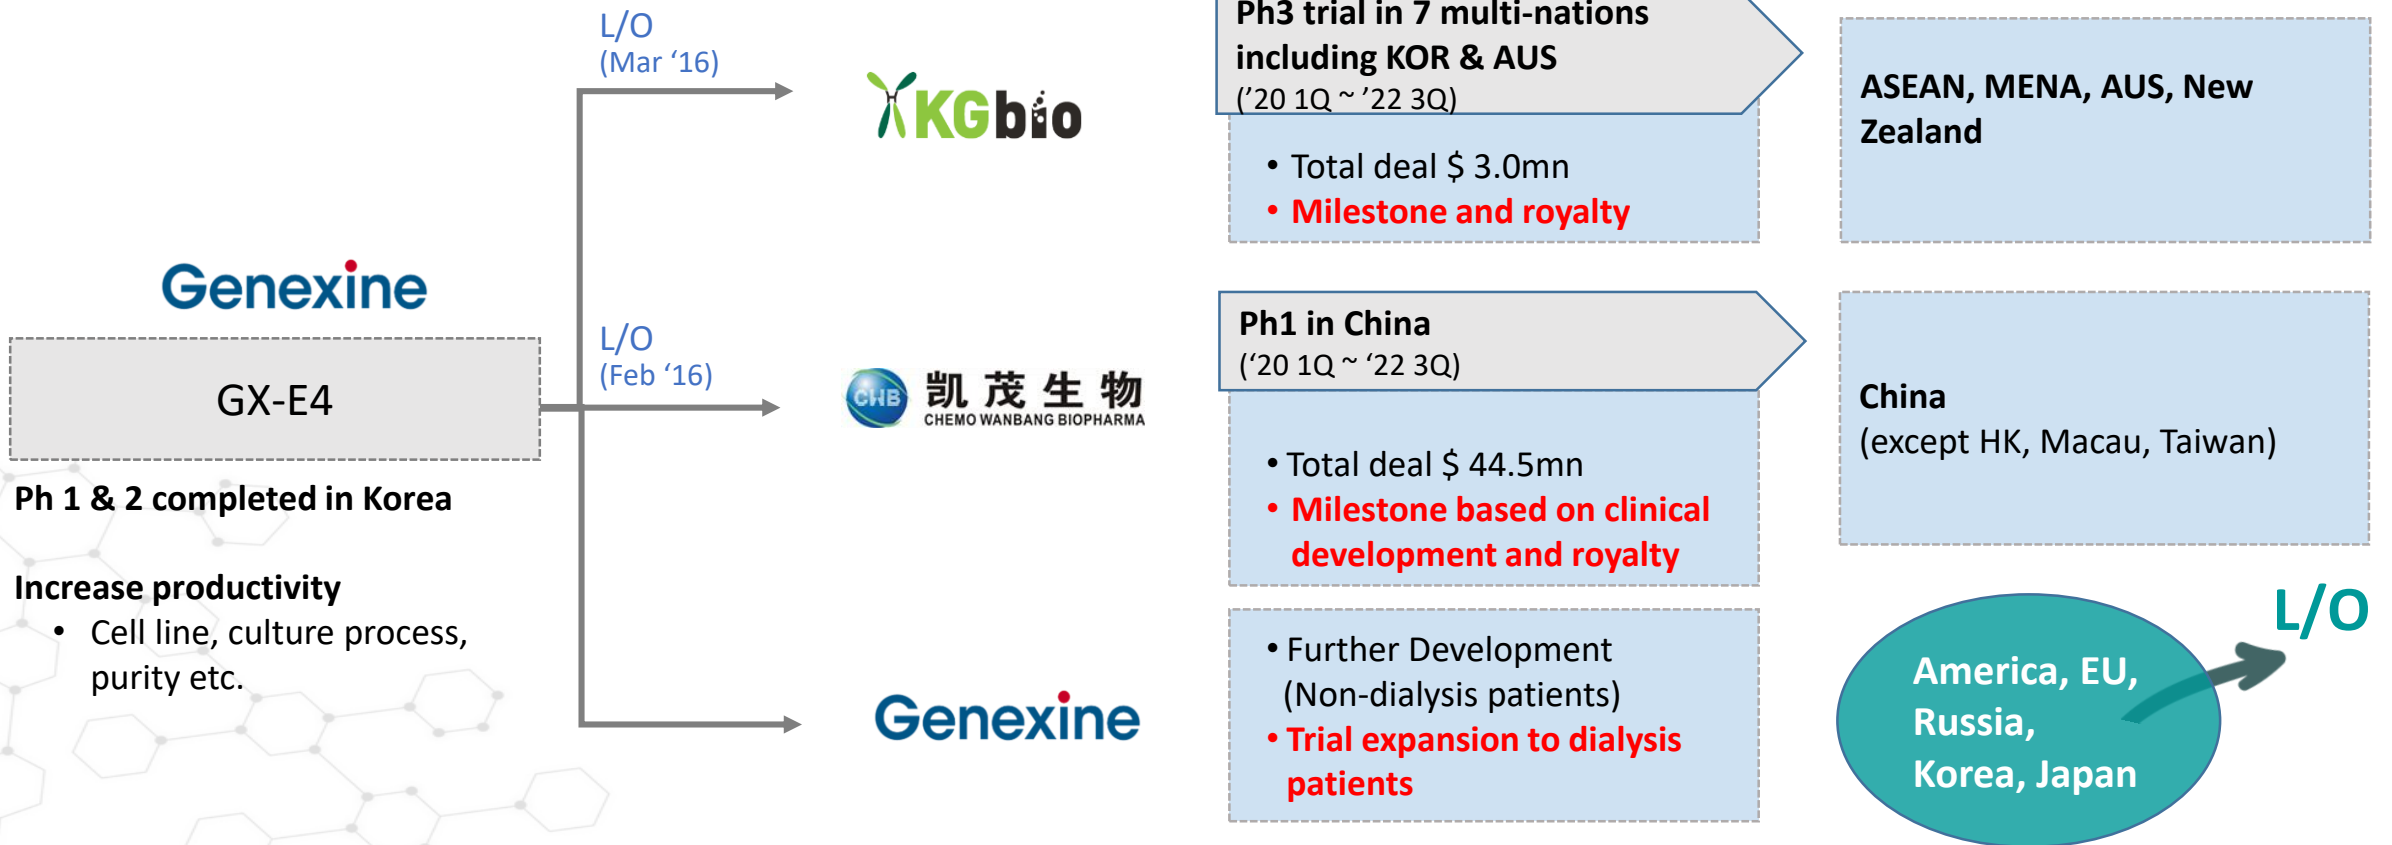 Genexine
GX-E4
Ph 1 & 2 completed in Korea
Increase productivity
• Cell line, culture process,
purity etc.
L/O
(Mar ‘16)
KGbio
Ph3 trial in 7 multi-nations
including KOR & AUS
(’20 1Q ~ ’22 3Q)
• Total deal $ 3.0mn
• Milestone and royalty
ASEAN, MENA, AUS, New
Zealand
L/O
(Feb ‘16)
CHB
凯茂生物
CHEMO WANBANG BIOPHARMA
Ph1 in China
(‘20 1Q ~ ‘22 3Q)
• Total deal $ 44.5mn
• Milestone based on clinical
development and royalty
China
(except HK, Macau, Taiwan)
Genexine
• Further Development
(Non-dialysis patients)
• Trial expansion to dialysis
patients
America, EU,
Russia,
Korea, Japan
L/O